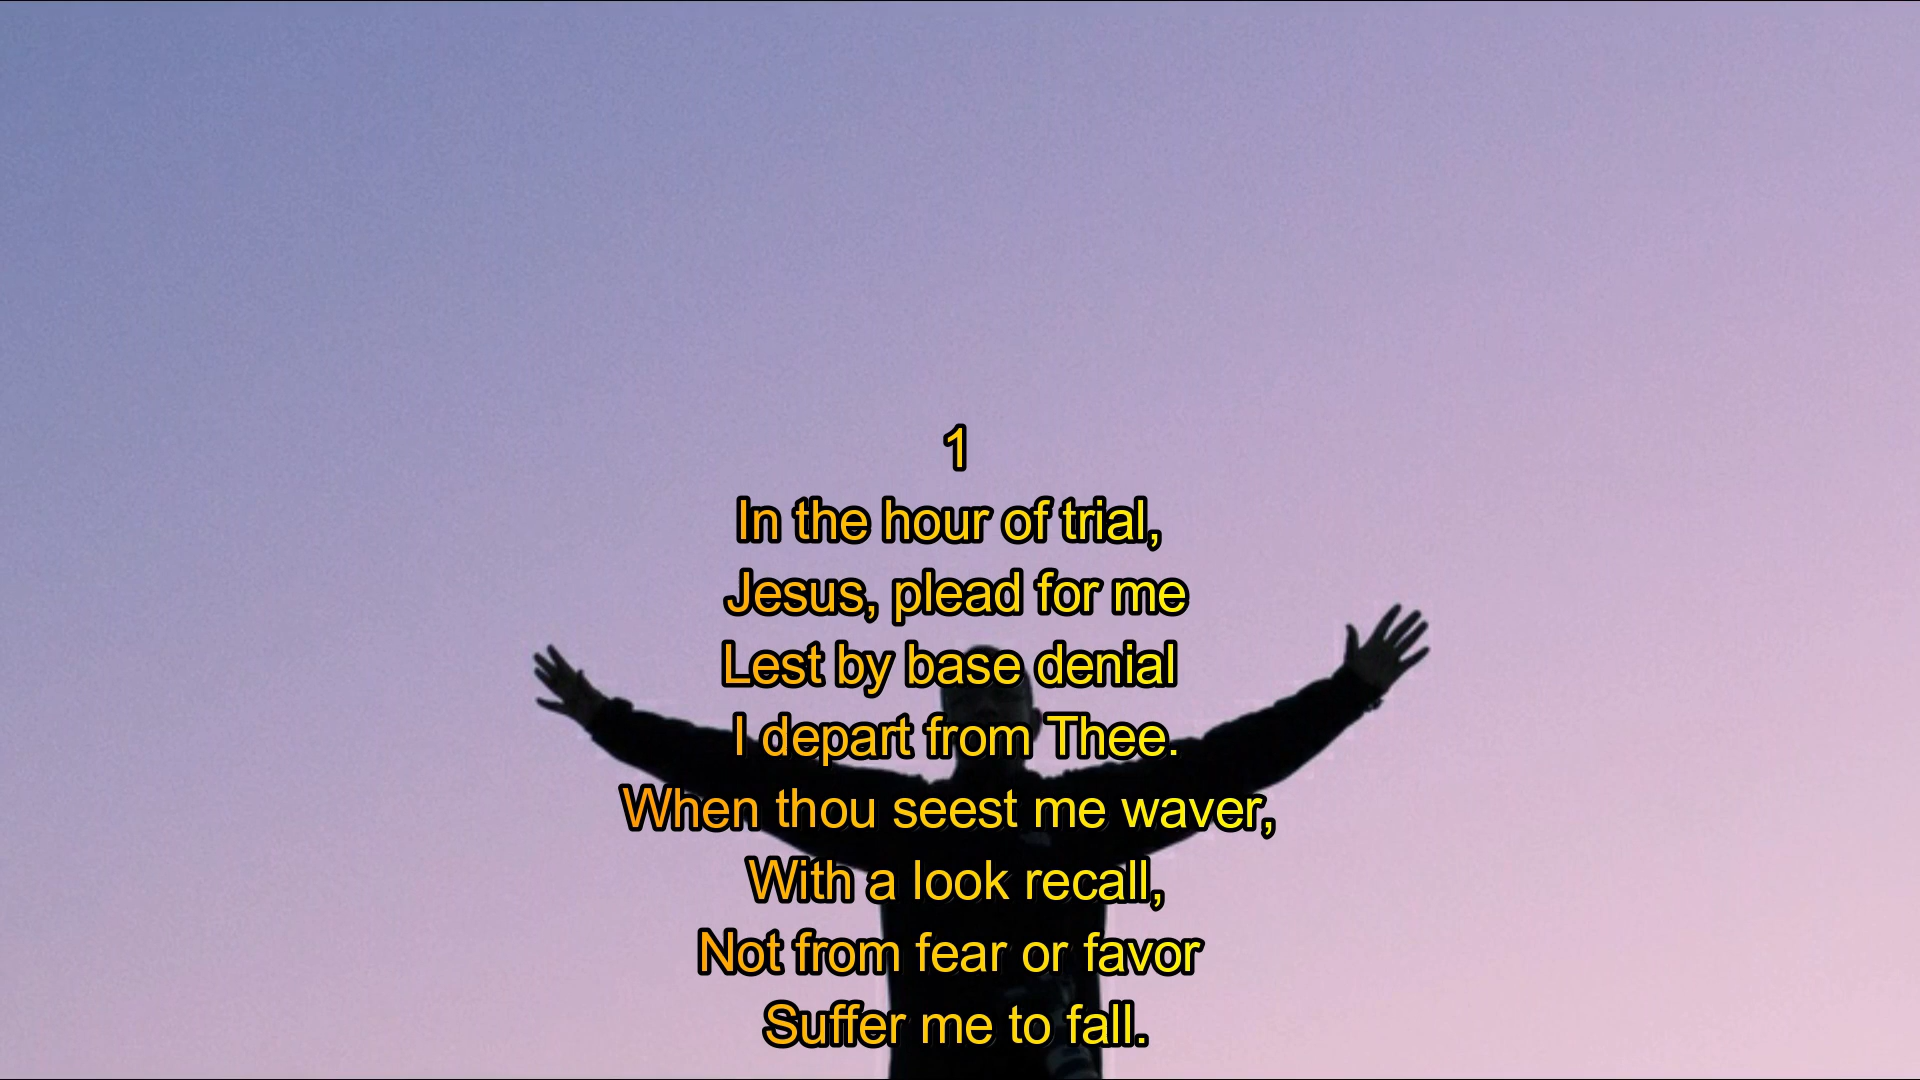 1
In the hour of trial,
Jesus, plead for me
Lest by base denial
I depart from Thee.
When thou seest me waver,
With a look recall,
Not from fear or favor
Suffer me to fall.